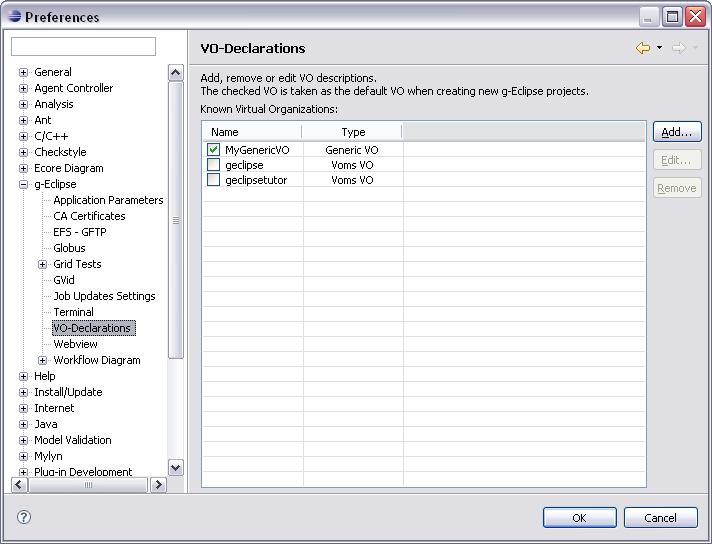 Preferences
General
Agent Controller
Analysis
Ant
C/C++
Checkstyle
Ecore Diagram
g-Eclipse
Application Parameters
CA Certificates
EFS - GFTP
Globus
Grid Tests
GVid
Job Updates Settings
Terminal
VO-Declarations
Webview
Workflow Diagram
Help
Install/Update
Internet
Java
Model Validation
Mylyn
Plug-in Development
VO-Declarations
Add, remove or edit VO descriptions.
The checked VO is taken as the default VO when creating new g-Eclipse projects.
Known Virtual Organizations:
Name Type
MyGenericVO Generic VO
geclipse Voms VO
geclipsetutor Voms VO
Add...
Edit...
Remove
?
OK Cancel